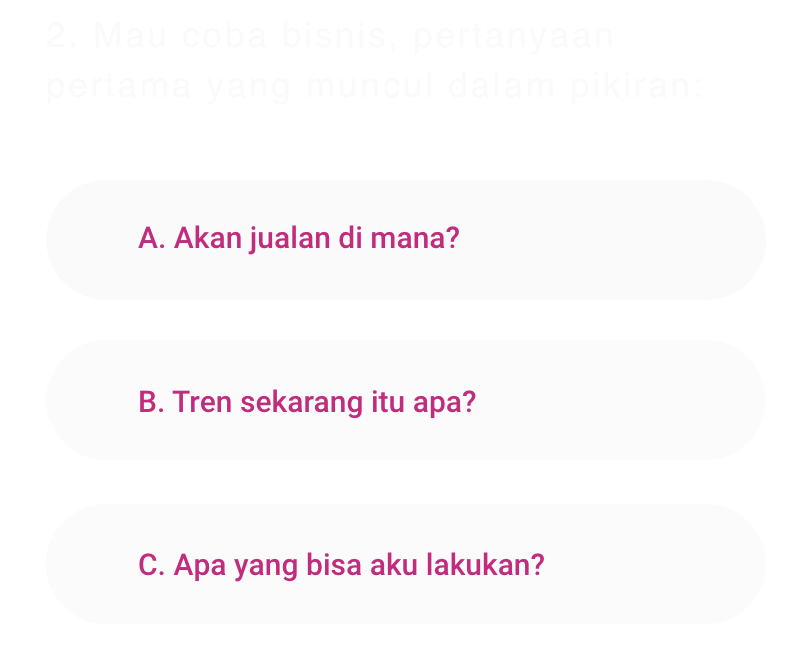 2. Mau coba bisnis, pertanyaan
pertama yang muncul dalam pikiran:
A. Akan jualan di mana?
B. Tren sekarang itu apa?
C. Apa yang bisa aku lakukan?